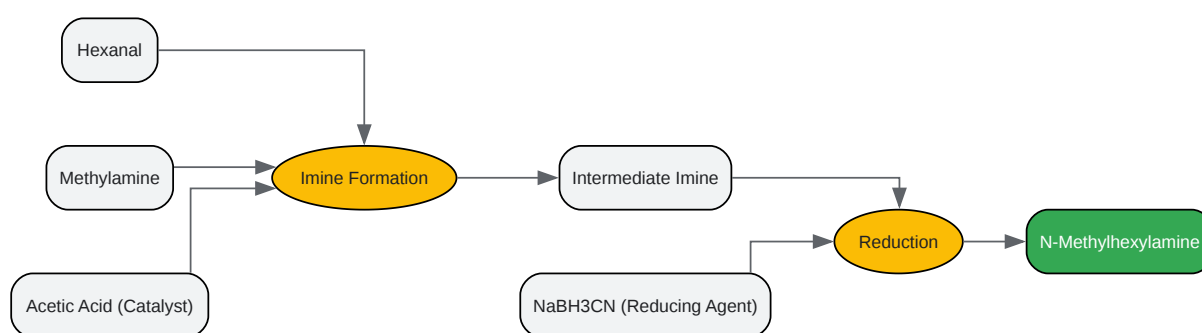 Hexanal
Methylamine
Imine Formation
Intermediate Imine
Reduction
N-Methylhexylamine
Acetic Acid (Catalyst)
NaBH3CN (Reducing Agent)